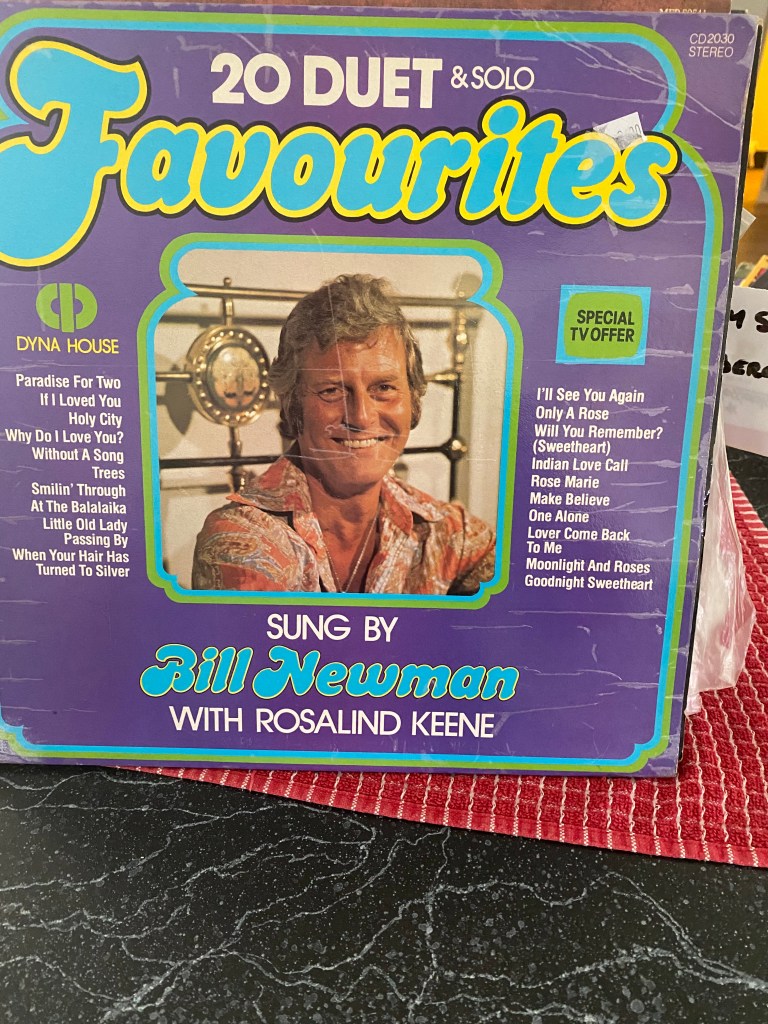 CD2030
STEREO
20 DUET & SOLO
Favourites
DYNA HOUSE
SPECIAL
TV OFFER
Paradise For Two
If I Loved You
Holy City
Why Do I Love You?
Without A Song
Trees
Smilin' Through
At The Balalaika
Little Old Lady
Passing By
When Your Hair Has
Turned To Silver
I'll See You Again
Only A Rose
Will You Remember?
(Sweetheart)
Indian Love Call
Rose Marie
Make Believe
One Alone
Lover Come Back
To Me
Moonlight And Roses
Goodnight Sweetheart
SUNG BY
Bill Newman
WITH ROSALIND KEENE